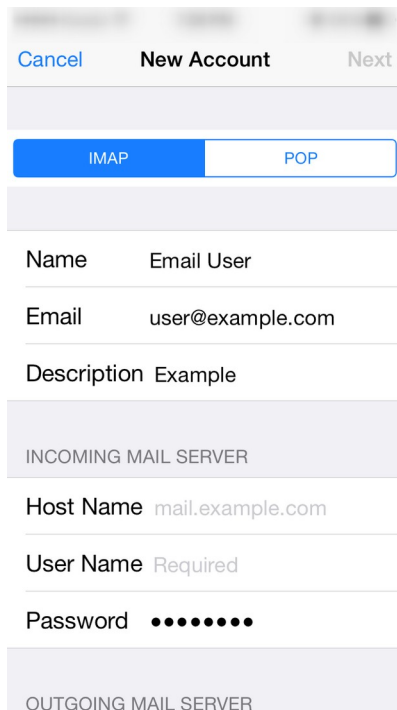 Cancel New Account Next
IMAP POP
Name Email User
Email user@example.com
Description Example
INCOMING MAIL SERVER
Host Name mail.example.com
User Name Required
Password ●●●●●●●●
OUTGOING MAIL SERVER